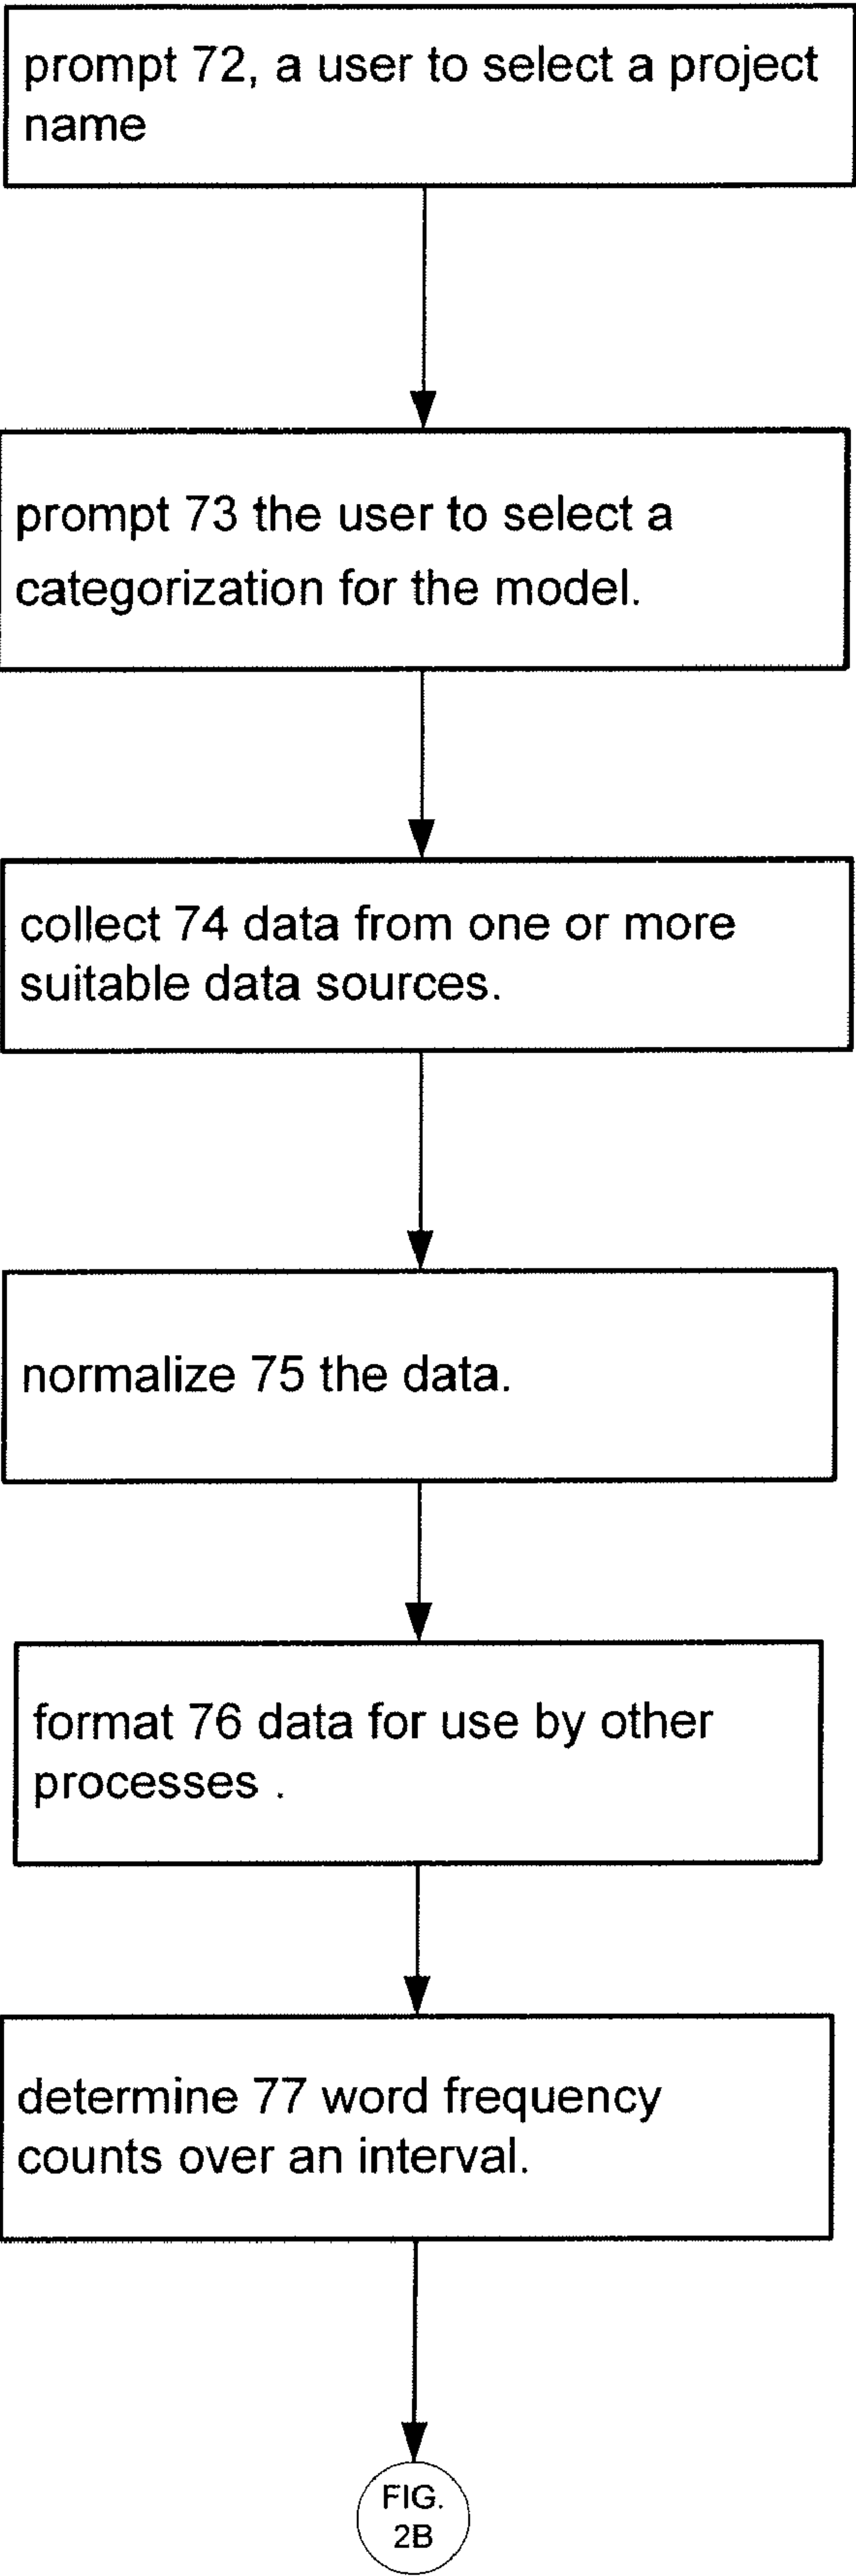 prompt 72, a user to select a project
name
prompt 73 the user to select a
categorization for the model.
collect 74 data from one or more
suitable data sources.
normalize 75 the data.
format 76 data for use by other
processes .
determine 77 word frequency
counts over an interval.
FIG.
2B